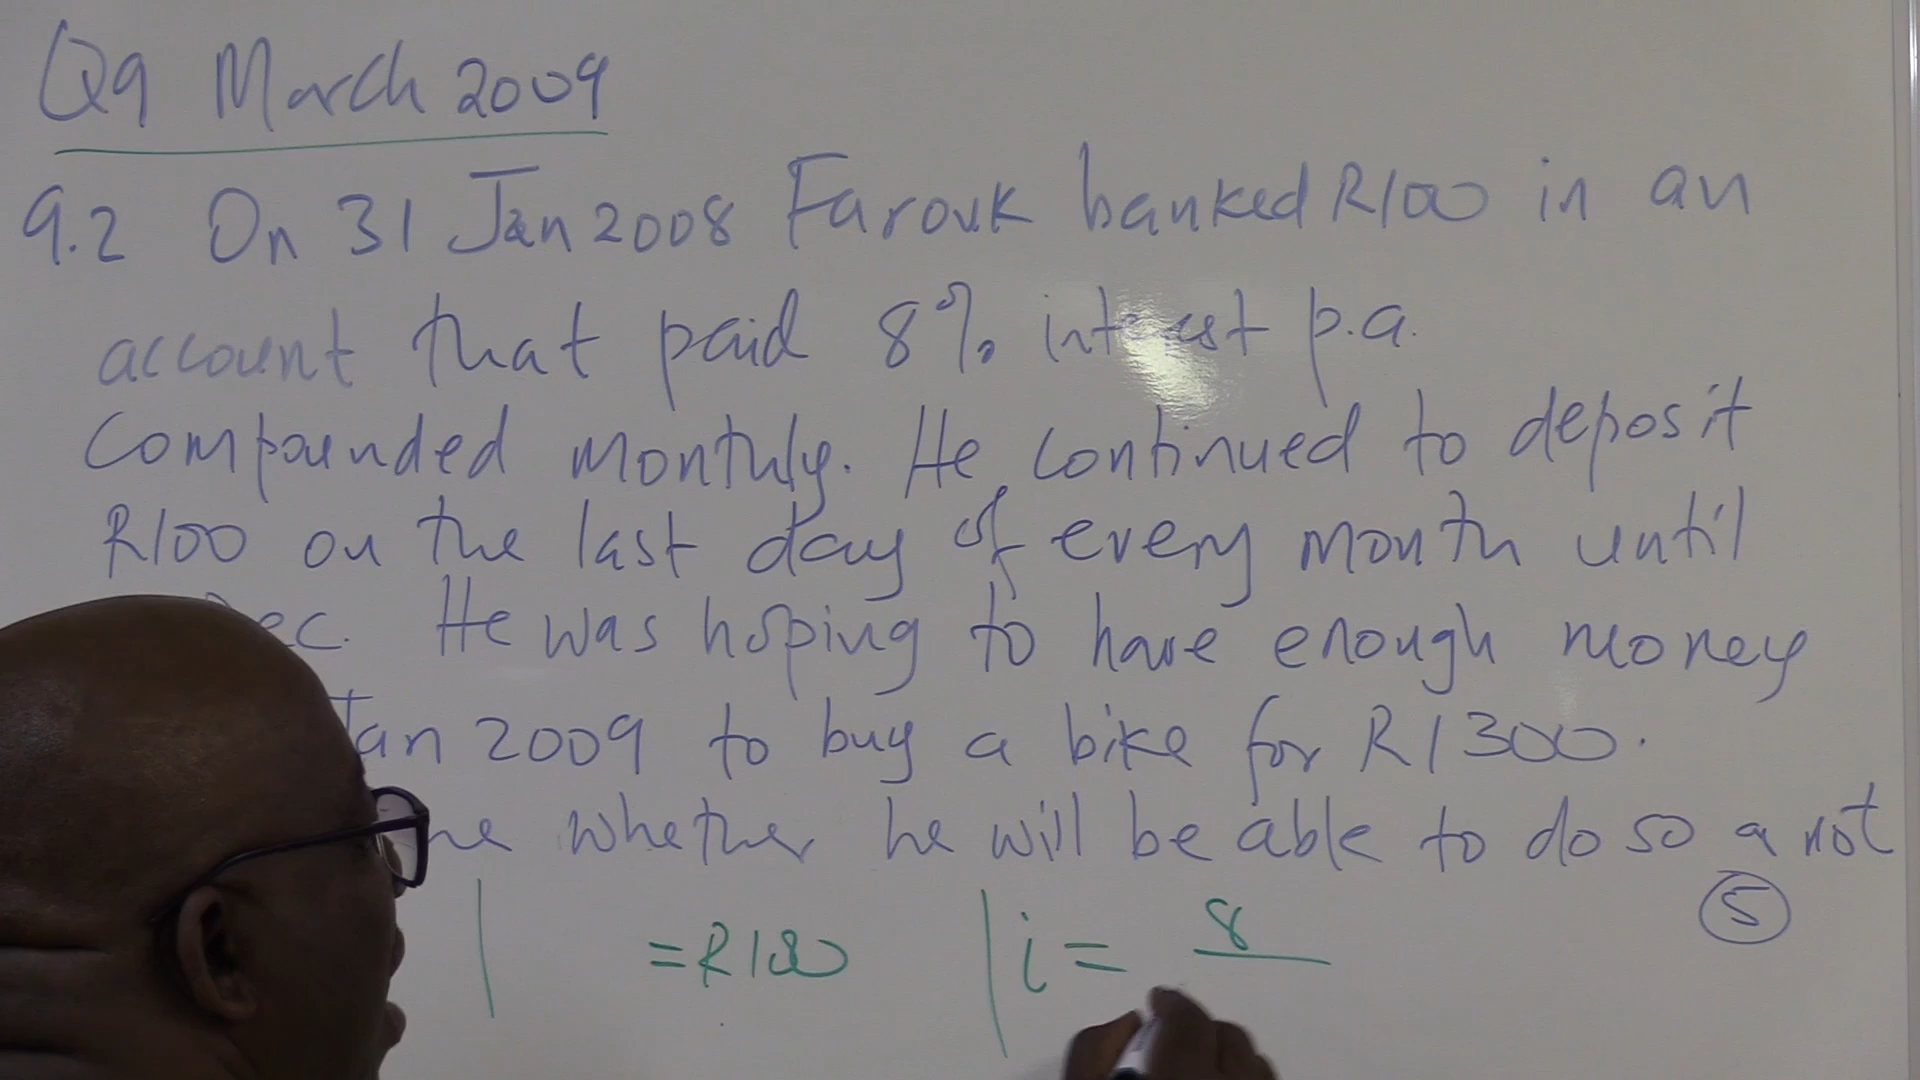 Q9 March 2009
9.2 On 31 Jan 2008 Farouk banked R100 in an
account that paid 8% interest p.a.
compounded monthly. He continued to deposit
R100 on the last day of every month until
Dec. He was hoping to have enough money
Jan 2009 to buy a bike for R1300.
whether he will be able to do so or not
5
=R100 | i = 8